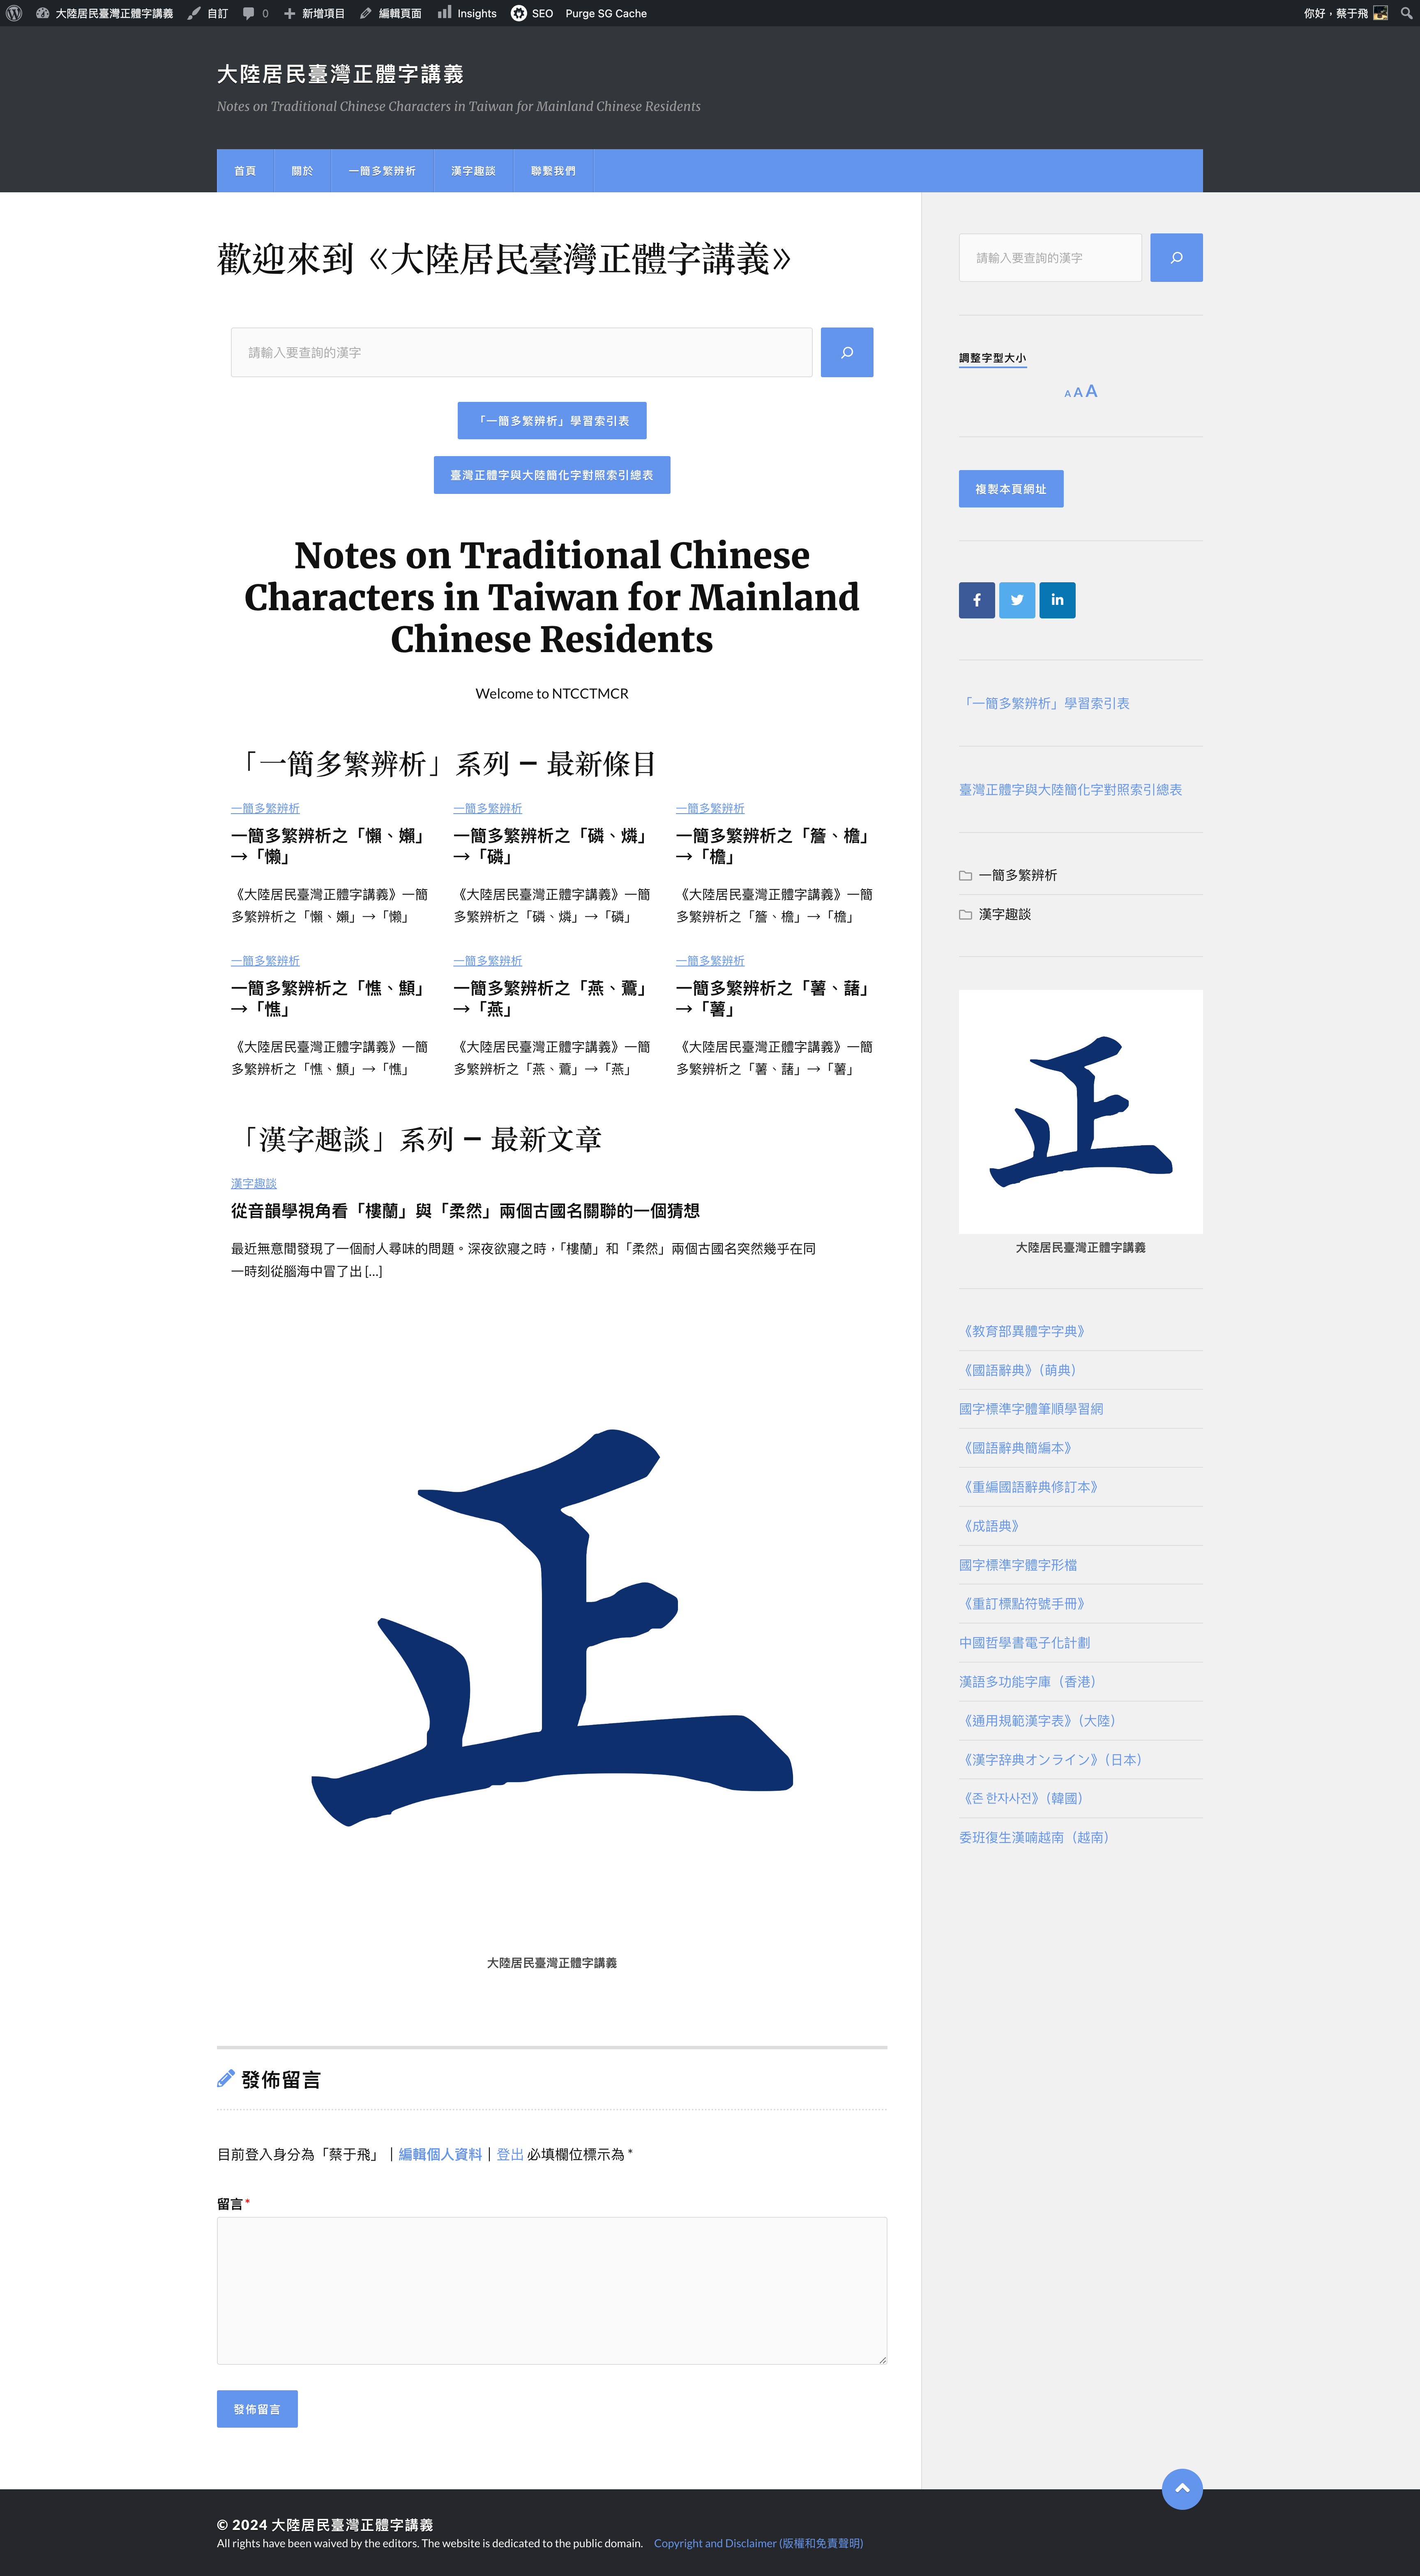 大陸居民臺灣正體字講義 自訂 0 新增項目 編輯頁面 Insights SEO Purge SG Cache 你好，蔡于飛
大陸居民臺灣正體字講義
Notes on Traditional Chinese Characters in Taiwan for Mainland Chinese Residents
首頁 關於 一簡多繁辨析 漢字趣談 聯繫我們
歡迎來到《大陸居民臺灣正體字講義》
請輸入要查詢的漢字
「一簡多繁辨析」學習索引表
臺灣正體字與大陸簡化字對照索引總表
Notes on Traditional Chinese
Characters in Taiwan for Mainland
Chinese Residents
Welcome to NTCCTMCR
「一簡多繁辨析」系列 – 最新條目
一簡多繁辨析
一簡多繁辨析之「懶、嬾」
→「懒」
《大陸居民臺灣正體字講義》一簡
多繁辨析之「懶、嬾」→「懒」
一簡多繁辨析
一簡多繁辨析之「磷、燐」
→「磷」
《大陸居民臺灣正體字講義》一簡
多繁辨析之「磷、燐」→「磷」
一簡多繁辨析
一簡多繁辨析之「簷、檐」
→「檐」
《大陸居民臺灣正體字講義》一簡
多繁辨析之「簷、檐」→「檐」
一簡多繁辨析
一簡多繁辨析之「憔、顦」
→「憔」
《大陸居民臺灣正體字講義》一簡
多繁辨析之「憔、顦」→「憔」
一簡多繁辨析
一簡多繁辨析之「燕、鷰」
→「燕」
《大陸居民臺灣正體字講義》一簡
多繁辨析之「燕、鷰」→「燕」
一簡多繁辨析
一簡多繁辨析之「薯、藷」
→「薯」
《大陸居民臺灣正體字講義》一簡
多繁辨析之「薯、藷」→「薯」
「漢字趣談」系列 – 最新文章
漢字趣談
從音韻學視角看「樓蘭」與「柔然」兩個古國名關聯的一個猜想
最近無意間發現了一個耐人尋味的問題。深夜欲寢之時，「樓蘭」和「柔然」兩個古國名突然幾乎在同
一時刻從腦海中冒了出 […]
正
大陸居民臺灣正體字講義
發佈留言
目前登入身分為「蔡于飛」｜編輯個人資料｜登出 必填欄位標示為 *
留言 *
發佈留言
請輸入要查詢的漢字
調整字型大小
A A A
複製本頁網址
「一簡多繁辨析」學習索引表
臺灣正體字與大陸簡化字對照索引總表
一簡多繁辨析
漢字趣談
正
大陸居民臺灣正體字講義
《教育部異體字字典》
《國語辭典》（萌典）
國字標準字體筆順學習網
《國語辭典簡編本》
《重編國語辭典修訂本》
《成語典》
國字標準字體字形檔
《重訂標點符號手冊》
中國哲學書電子化計劃
漢語多功能字庫（香港）
《通用規範漢字表》（大陸）
《漢字辞典オンライン》（日本）
《존 한자사전》（韓國）
委班復生漢喃越南（越南）
© 2024 大陸居民臺灣正體字講義
All rights have been waived by the editors. The website is dedicated to the public domain. Copyright and Disclaimer (版權和免責聲明)